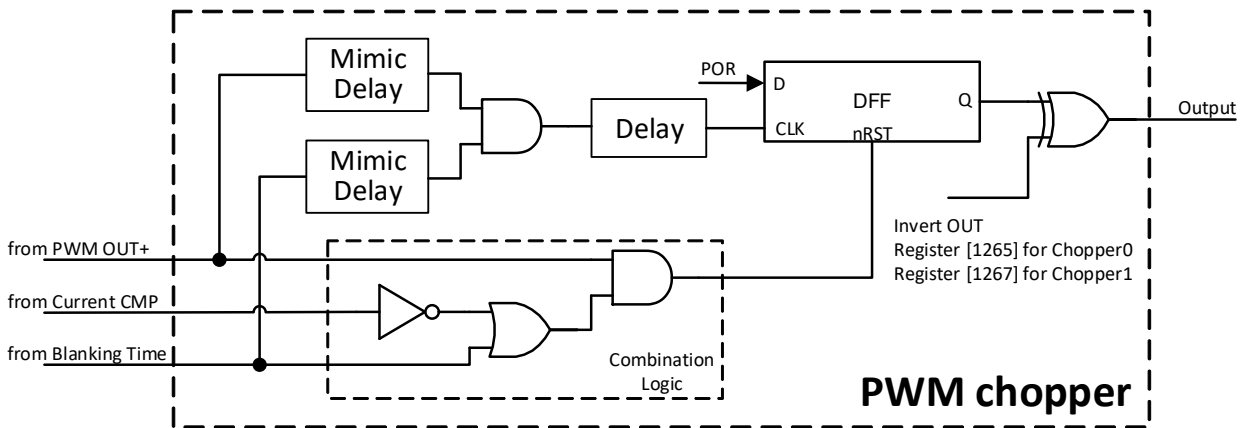 Mimic
Delay
Mimic
Delay
Delay
POR
D
DFF
Q
CLK
nRST
Output
Invert OUT
Register [1265] for Chopper0
Register [1267] for Chopper1
from PWM OUT+
from Current CMP
from Blanking Time
Combination
Logic
PWM chopper